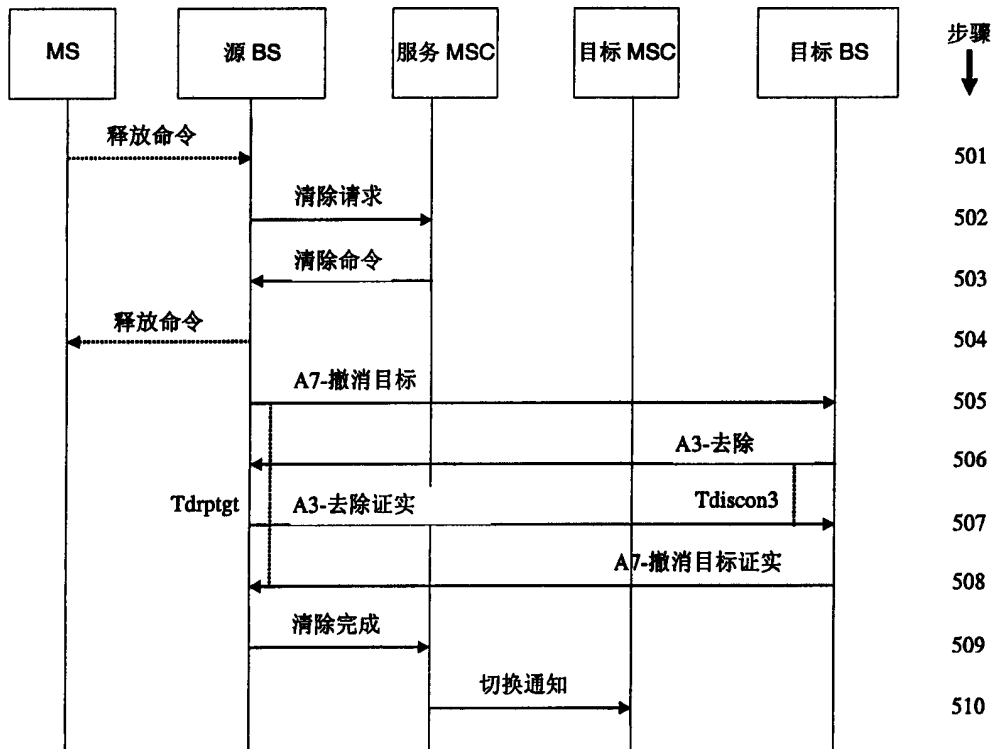 MS
源 BS
服务 MSC
目标 MSC
目标 BS
步骤
释放命令
501
清除请求
502
清除命令
503
释放命令
504
A7-撤消目标
505
A3-去除
506
Tdrptgt
A3-去除证实
Tdiscon3
507
A7-撤消目标证实
508
清除完成
509
切换通知
510